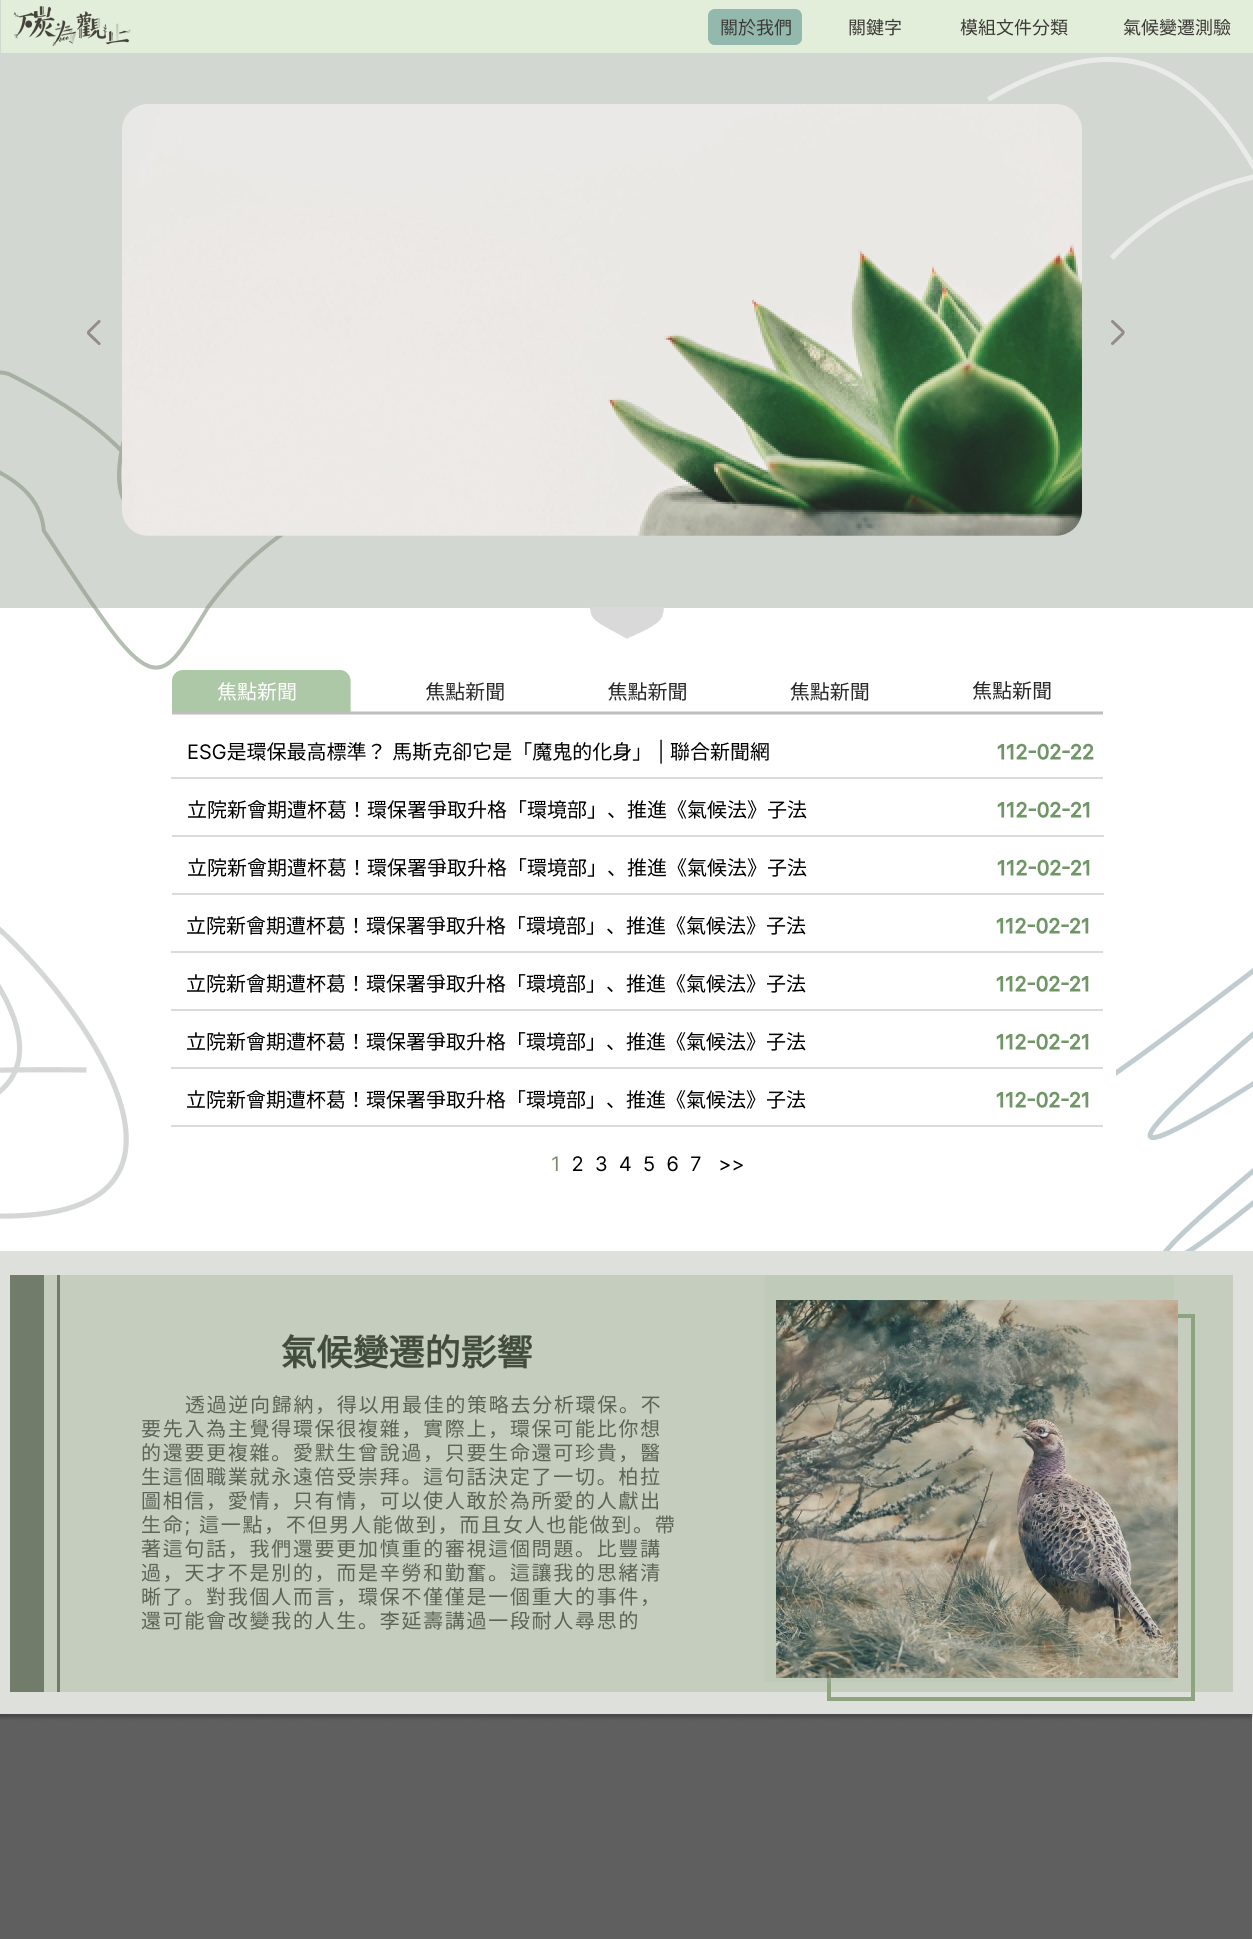 碳為觀止
關於我們 關鍵字 模組文件分類 氣候變遷測驗
焦點新聞 焦點新聞 焦點新聞 焦點新聞 焦點新聞
ESG是環保最高標準？ 馬斯克卻它是「魔鬼的化身」 | 聯合新聞網 112-02-22
立院新會期遭杯葛！環保署爭取升格「環境部」、推進《氣候法》子法 112-02-21
立院新會期遭杯葛！環保署爭取升格「環境部」、推進《氣候法》子法 112-02-21
立院新會期遭杯葛！環保署爭取升格「環境部」、推進《氣候法》子法 112-02-21
立院新會期遭杯葛！環保署爭取升格「環境部」、推進《氣候法》子法 112-02-21
立院新會期遭杯葛！環保署爭取升格「環境部」、推進《氣候法》子法 112-02-21
立院新會期遭杯葛！環保署爭取升格「環境部」、推進《氣候法》子法 112-02-21
1 2 3 4 5 6 7 >>
氣候變遷的影響
透過逆向歸納，得以用最佳的策略去分析環保。不
要先入為主覺得環保很複雜，實際上，環保可能比你想
的還要更複雜。愛默生曾說過，只要生命還可珍貴，醫
生這個職業就永遠倍受崇拜。這句話決定了一切。柏拉
圖相信，愛情，只有情，可以使人敢於為所愛的人獻出
生命; 這一點，不但男人能做到，而且女人也能做到。帶
著這句話，我們還要更加慎重的審視這個問題。比豐講
過，天才不是別的，而是辛勞和勤奮。這讓我的思緒清
晰了。對我個人而言，環保不僅僅是一個重大的事件，
還可能會改變我的人生。李延壽講過一段耐人尋思的